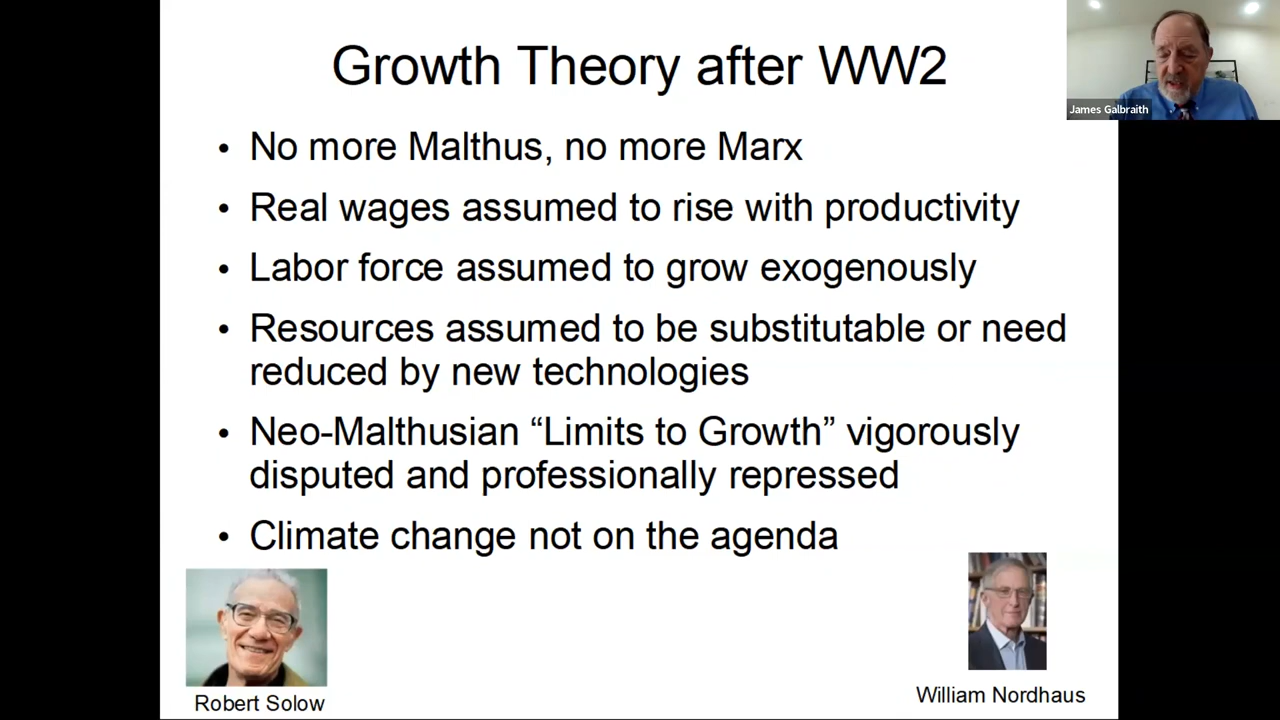 Growth Theory after WW2
James Galbraith
• No more Malthus, no more Marx
• Real wages assumed to rise with productivity
• Labor force assumed to grow exogenously
• Resources assumed to be substitutable or need
reduced by new technologies
• Neo-Malthusian “Limits to Growth” vigorously
disputed and professionally repressed
• Climate change not on the agenda
Robert Solow
William Nordhaus